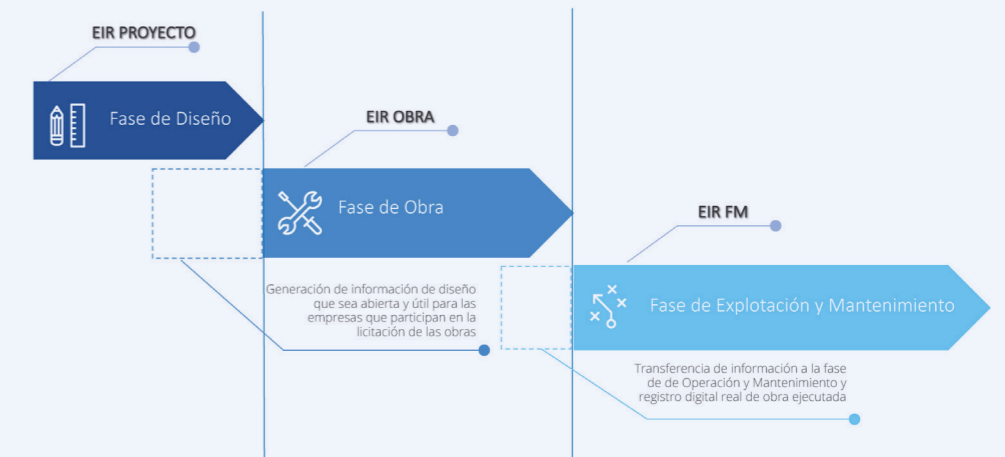 EIR PROYECTO
Fase de Diseño
EIR OBRA
Fase de Obra
EIR FM
Generación de información de diseño
que sea abierta y útil para las
empresas que participan en la
licitación de las obras
Fase de Explotación y Mantenimiento
Transferencia de información a la fase
de de Operación y Mantenimiento y
registro digital real de obra ejecutada